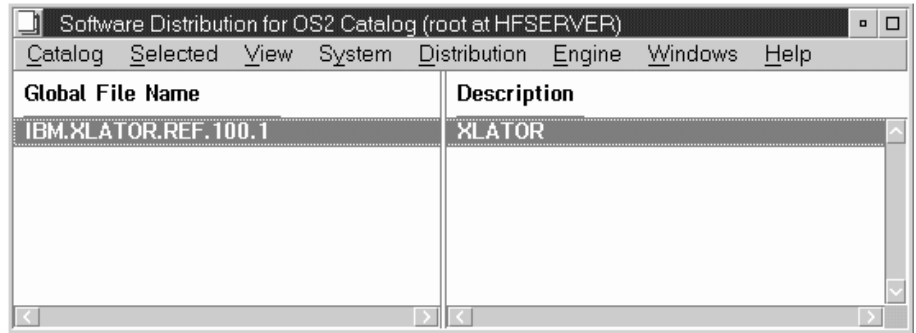 Software Distribution for OS2 Catalog (root at HFSERVER)
Catalog Selected View System Distribution Engine Windows Help
Global File Name Description
IBM.XLATOR.REF.100.1 XLATOR